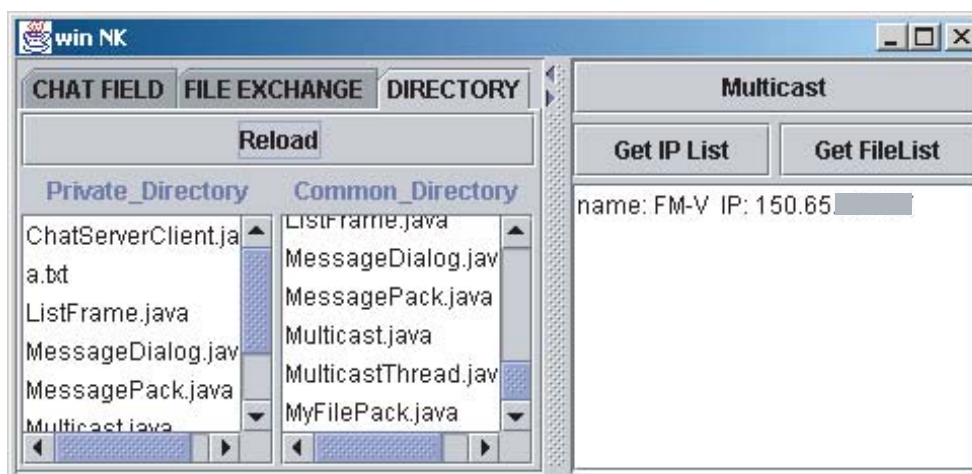 win NK
CHAT FIELD FILE EXCHANGE DIRECTORY
Reload
Private_Directory Common_Directory
ChatServerClient.ja
a.txt
ListFrame.java
MessageDialog.jav
MessagePack.java
Multicast.java
ListFrame.java
MessageDialog.jav
MessagePack.java
Multicast.java
MulticastThread.jav
MyFilePack.java
Multicast
Get IP List Get FileList
name: FM-V IP: 150.65.